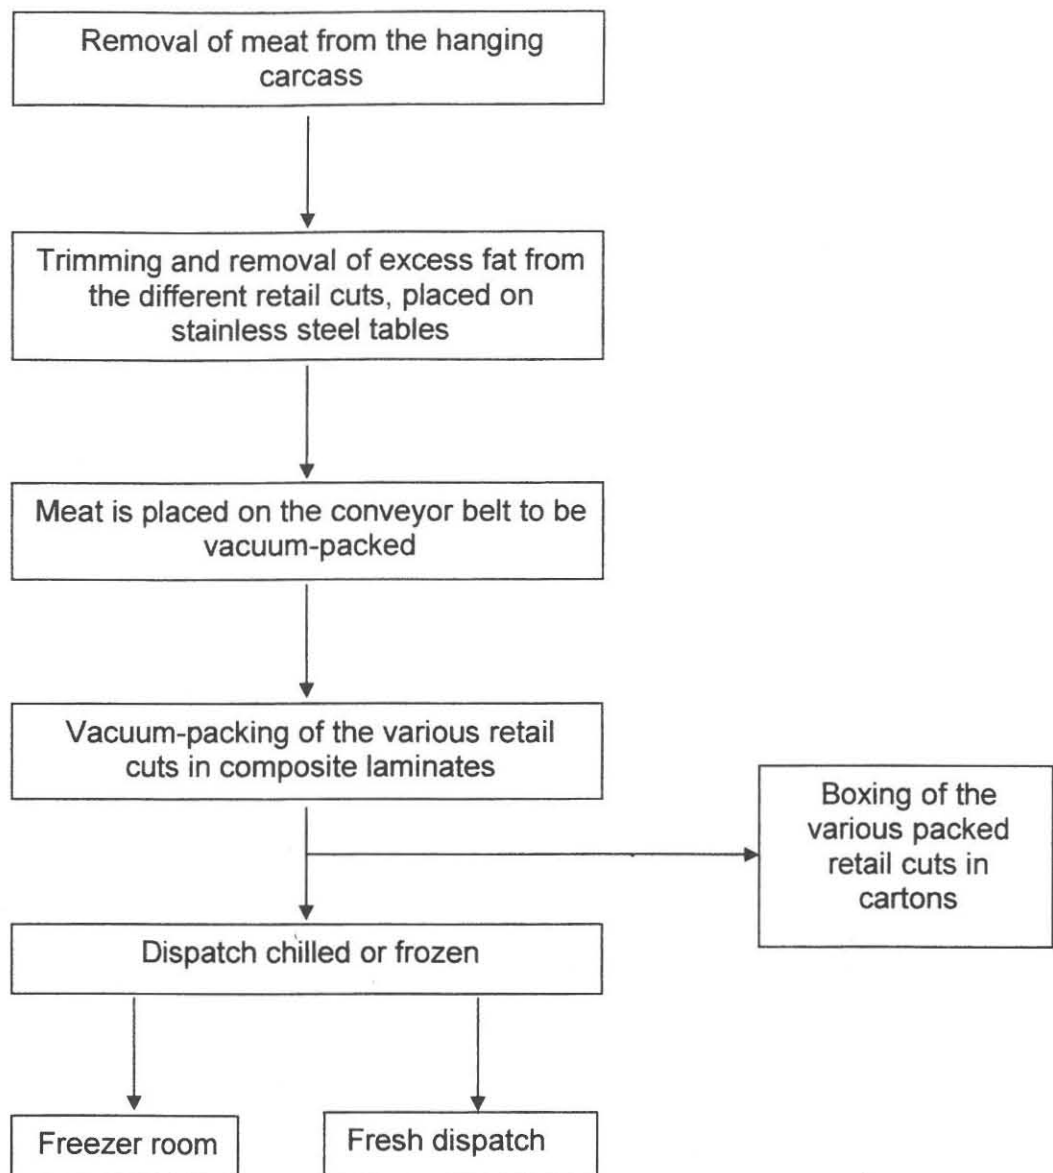 Removal of meat from the hanging
carcass
Trimming and removal of excess fat from
the different retail cuts, placed on
stainless steel tables
Meat is placed on the conveyor belt to be
vacuum-packed
Vacuum-packing of the various retail
cuts in composite laminates
Boxing of the
various packed
retail cuts in
cartons
Dispatch chilled or frozen
Freezer room
Fresh dispatch